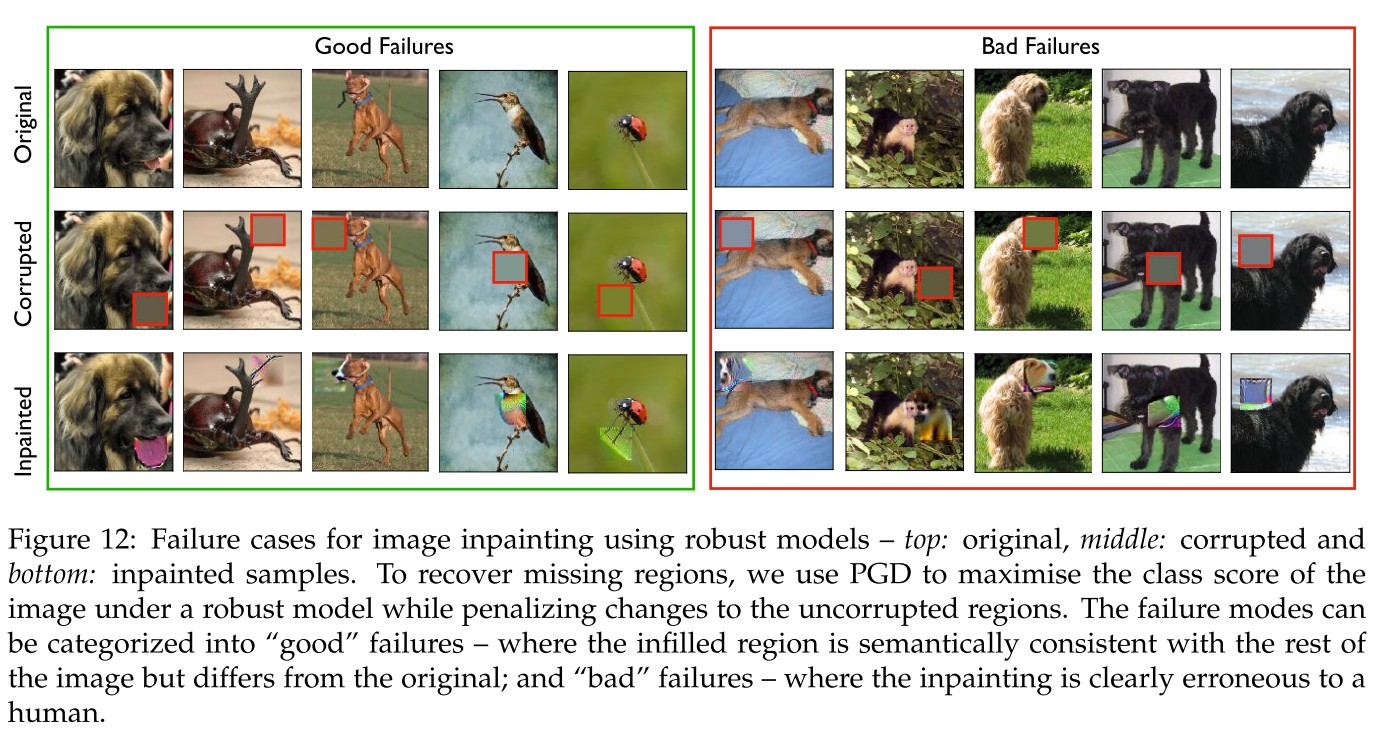 Good Failures
Bad Failures
Original
Corrupted
Inpainted
Figure 12: Failure cases for image inpainting using robust models – top: original, middle: corrupted and
bottom: inpainted samples. To recover missing regions, we use PGD to maximise the class score of the
image under a robust model while penalizing changes to the uncorrupted regions. The failure modes can
be categorized into “good” failures – where the infilled region is semantically consistent with the rest of
the image but differs from the original; and “bad” failures – where the inpainting is clearly erroneous to a
human.